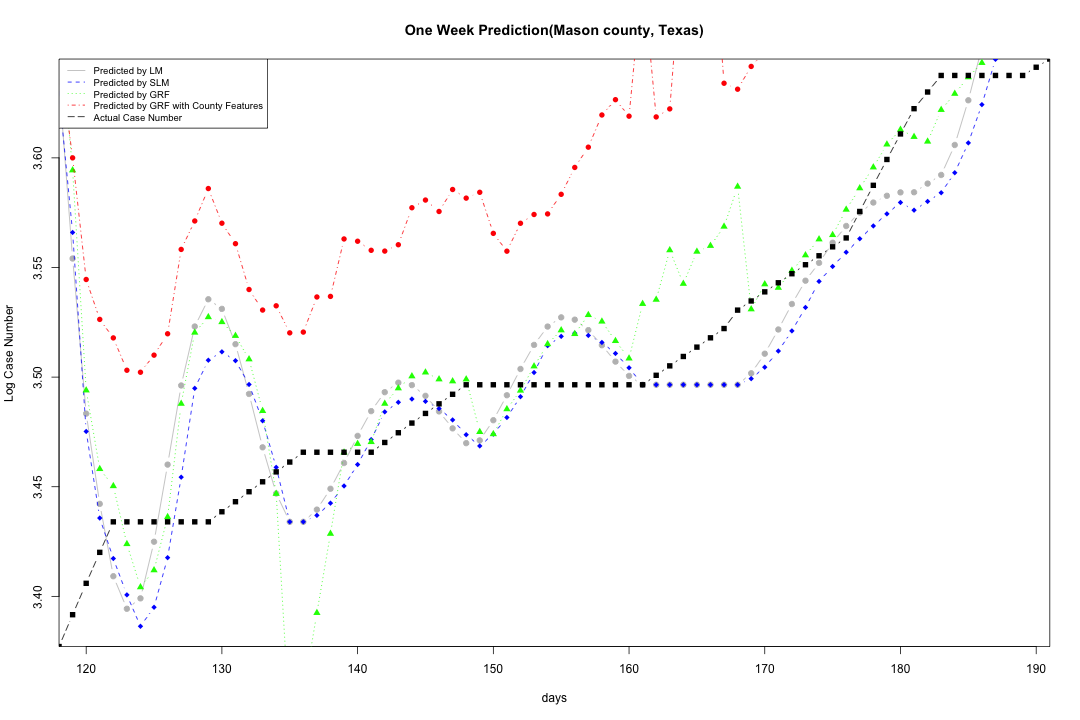 One Week Prediction(Mason county, Texas)
Predicted by LM
Predicted by SLM
Predicted by GRF
Predicted by GRF with County Features
Actual Case Number
Log Case Number
3.60
3.55
3.50
3.45
3.40
120 130 140 150 160 170 180 190
days